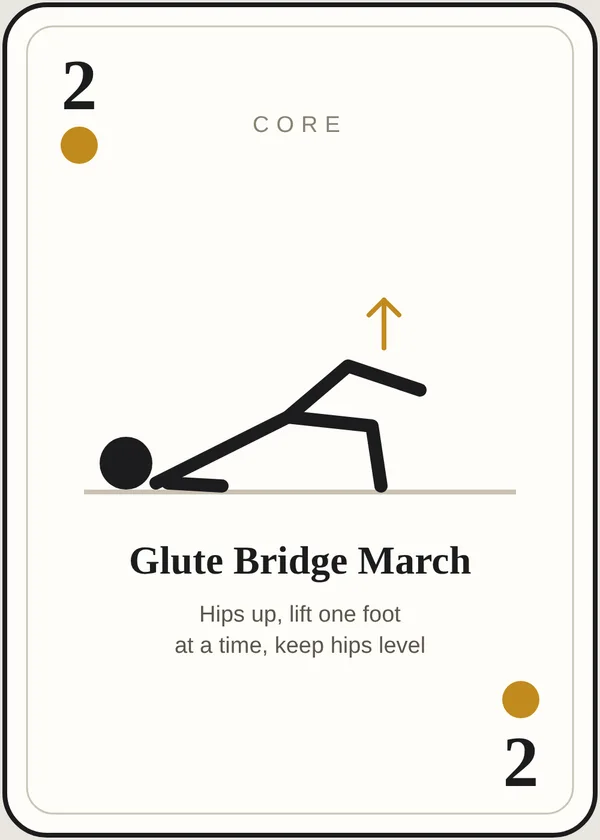 2
CORE
Glute Bridge March
Hips up, lift one foot
at a time, keep hips level
2